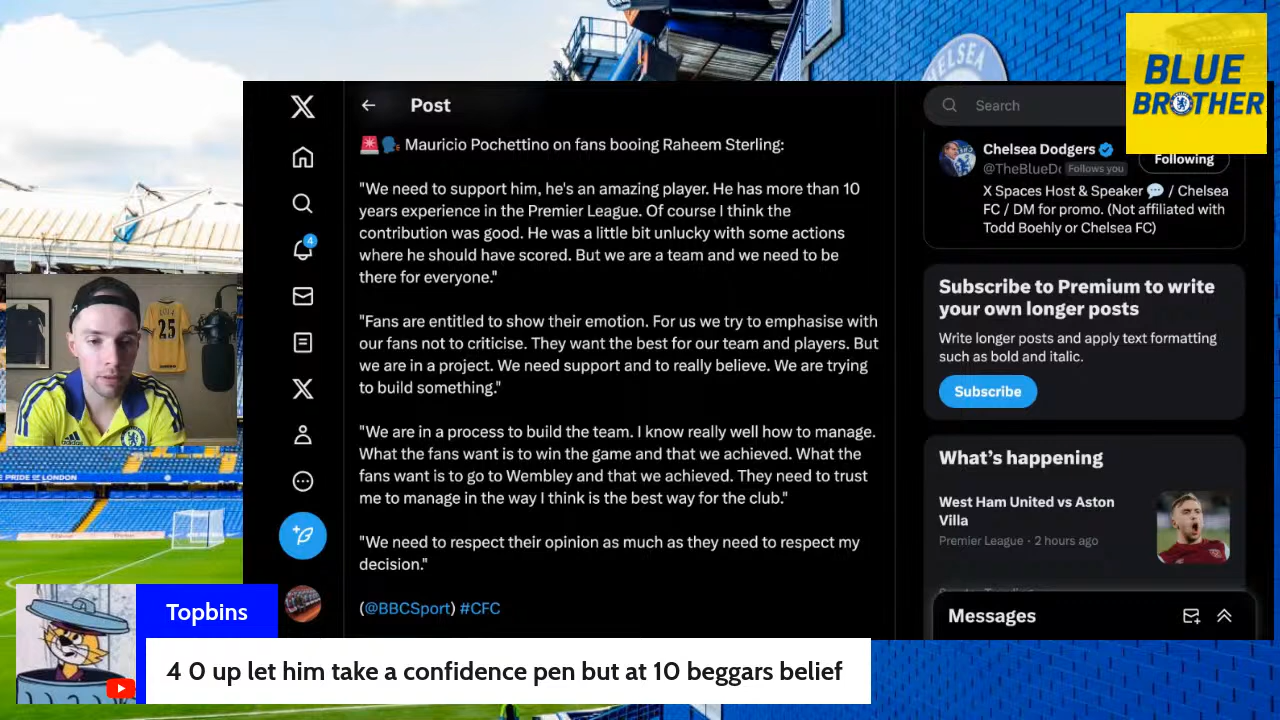 CHELSEA
BLUE
BROTHER
Post
Search
🚨🗣️ Mauricio Pochettino on fans booing Raheem Sterling:
"We need to support him, he's an amazing player. He has more than 10
years experience in the Premier League. Of course I think the
contribution was good. He was a little bit unlucky with some actions
where he should have scored. But we are a team and we need to be
there for everyone."
"Fans are entitled to show their emotion. For us we try to emphasise with
our fans not to criticise. They want the best for our team and players. But
we are in a project. We need support and to really believe. We are trying
to build something."
"We are in a process to build the team. I know really well how to manage.
What the fans want is to win the game and that we achieved. What the
fans want is to go to Wembley and that we achieved. They need to trust
me to manage in the way I think is the best way for the club."
"We need to respect their opinion as much as they need to respect my
decision."
(@BBCSport) #CFC
Chelsea Dodgers
@TheBlueDo Follows you
Following
X Spaces Host & Speaker 💬 / Chelsea
FC / DM for promo. (Not affiliated with
Todd Boehly or Chelsea FC)
Subscribe to Premium to write
your own longer posts
Write longer posts and apply text formatting
such as bold and italic.
Subscribe
What's happening
West Ham United vs Aston
Villa
Premier League · 2 hours ago
Messages
4
25
adidas
PRIDE OF LONDON
Topbins
4 0 up let him take a confidence pen but at 10 beggars belief